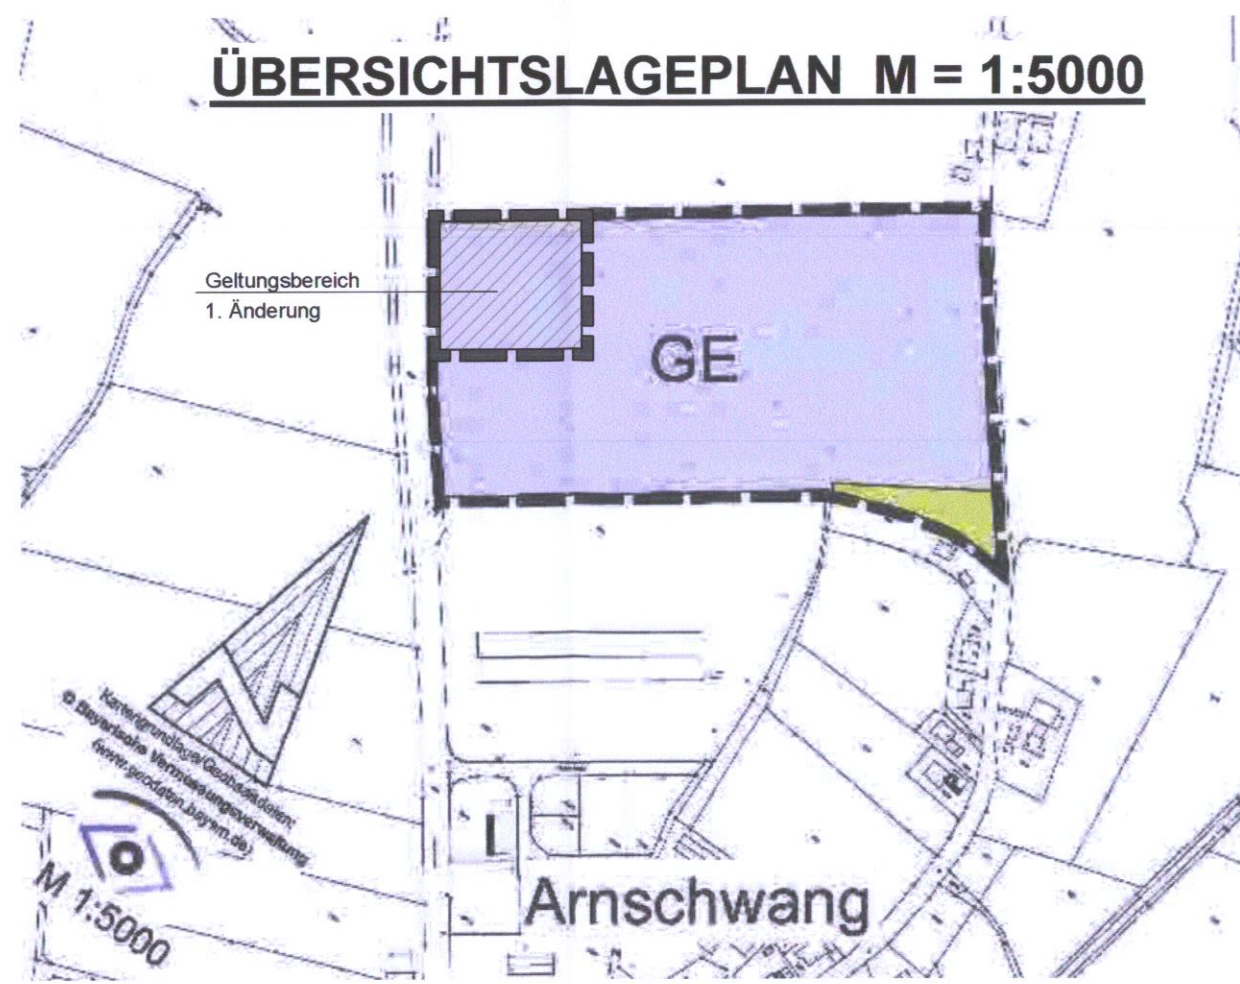 ÜBERSICHTSLAGEPLAN M = 1:5000
Geltungsbereich
1. Änderung
GE
Kartengrundlage/Geobasisdaten:
© Bayerische Vermessungsverwaltung
(www.geodaten.bayern.de)
M 1:5000
Arnschwang